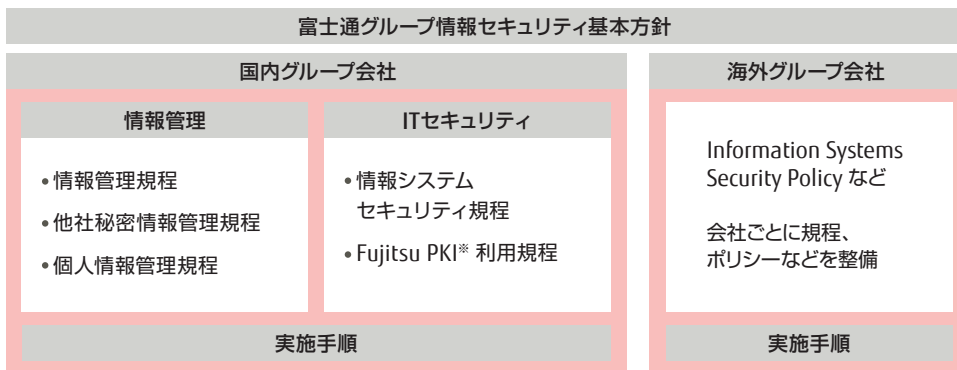 富士通グループ情報セキュリティ基本方針
国内グループ会社
情報管理
•情報管理規程
•他社秘密情報管理規程
•個人情報管理規程
ITセキュリティ
•情報システム
セキュリティ規程
•Fujitsu PKI※ 利用規程
実施手順
海外グループ会社
Information Systems
Security Policy など
会社ごとに規程、
ポリシーなどを整備
実施手順